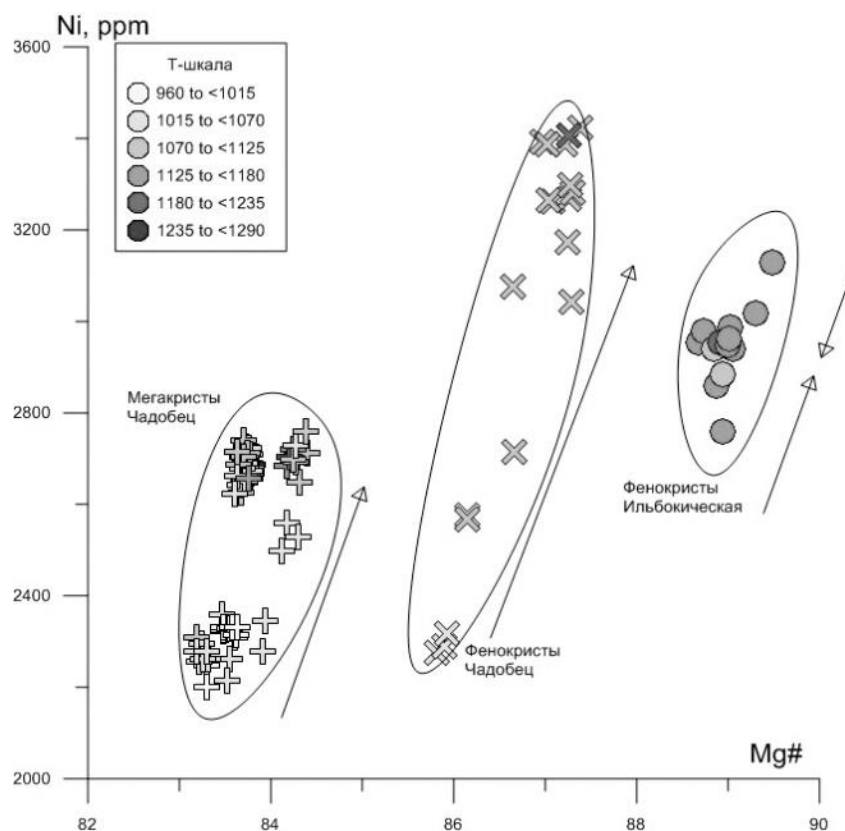 Ni, ppm
3600
Т-шкала
960 to <1015
1015 to <1070
1070 to <1125
1125 to <1180
1180 to <1235
1235 to <1290
3200
2800
Мегакристы
Чадобец
Фенокристы
Ильбокическая
2400
Фенокристы
Чадобец
Mg#
2000
82
84
86
88
90